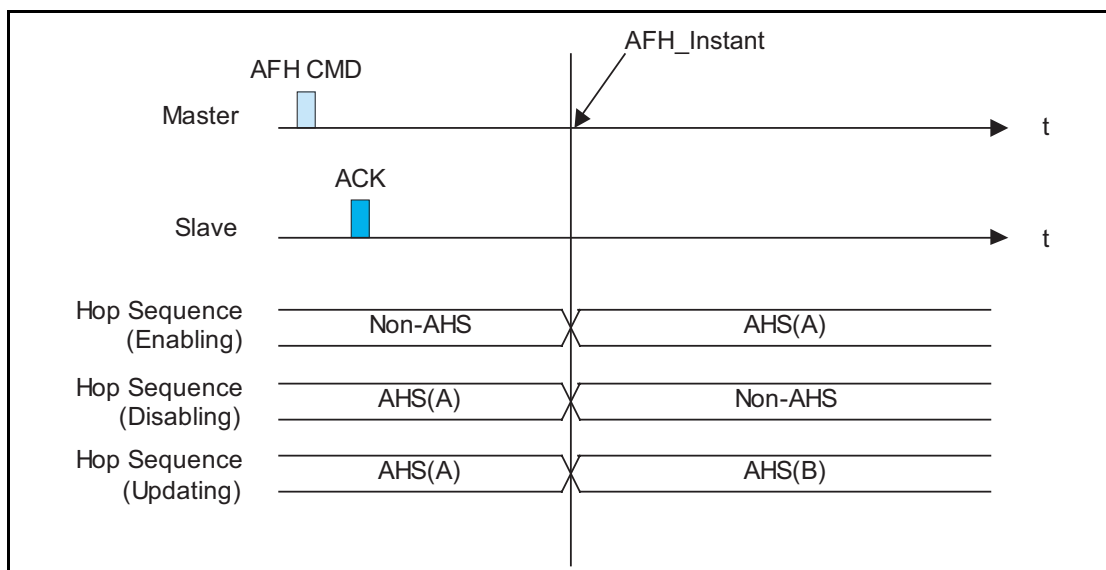 AFH_Instant
AFH CMD
Master
t
ACK
Slave
t
Hop Sequence
(Enabling)
Non-AHS
AHS(A)
Hop Sequence
(Disabling)
AHS(A)
Non-AHS
Hop Sequence
(Updating)
AHS(A)
AHS(B)